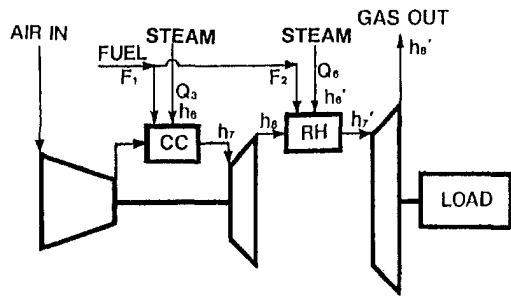 GAS OUT
AIR IN
STEAM
STEAM
h₈′
FUEL
F₁
F₂
Q₃
Q₆
h₆
h₆′
CC
h₇
h₈
RH
h₇′
LOAD